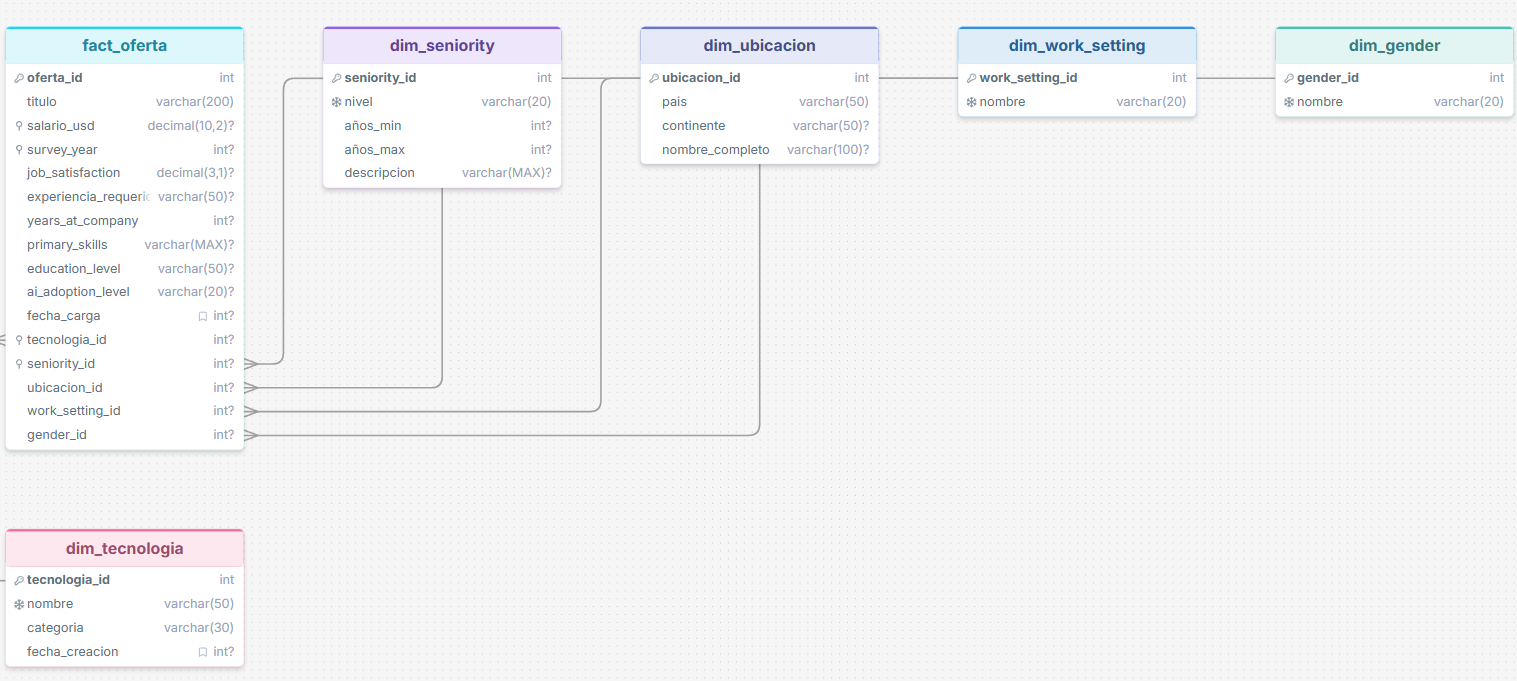 fact_oferta
oferta_id int
titulo varchar(200)
salario_usd decimal(10,2)?
survey_year int?
job_satisfaction decimal(3,1)?
experiencia_requeri varchar(50)?
years_at_company int?
primary_skills varchar(MAX)?
education_level varchar(50)?
ai_adoption_level varchar(20)?
fecha_carga int?
tecnologia_id int?
seniority_id int?
ubicacion_id int?
work_setting_id int?
gender_id int?
dim_seniority
seniority_id int
nivel varchar(20)
años_min int?
años_max int?
descripcion varchar(MAX)?
dim_ubicacion
ubicacion_id int
pais varchar(50)
continente varchar(50)?
nombre_completo varchar(100)?
dim_work_setting
work_setting_id int
nombre varchar(20)
dim_gender
gender_id int
nombre varchar(20)
dim_tecnologia
tecnologia_id int
nombre varchar(50)
categoria varchar(30)
fecha_creacion int?